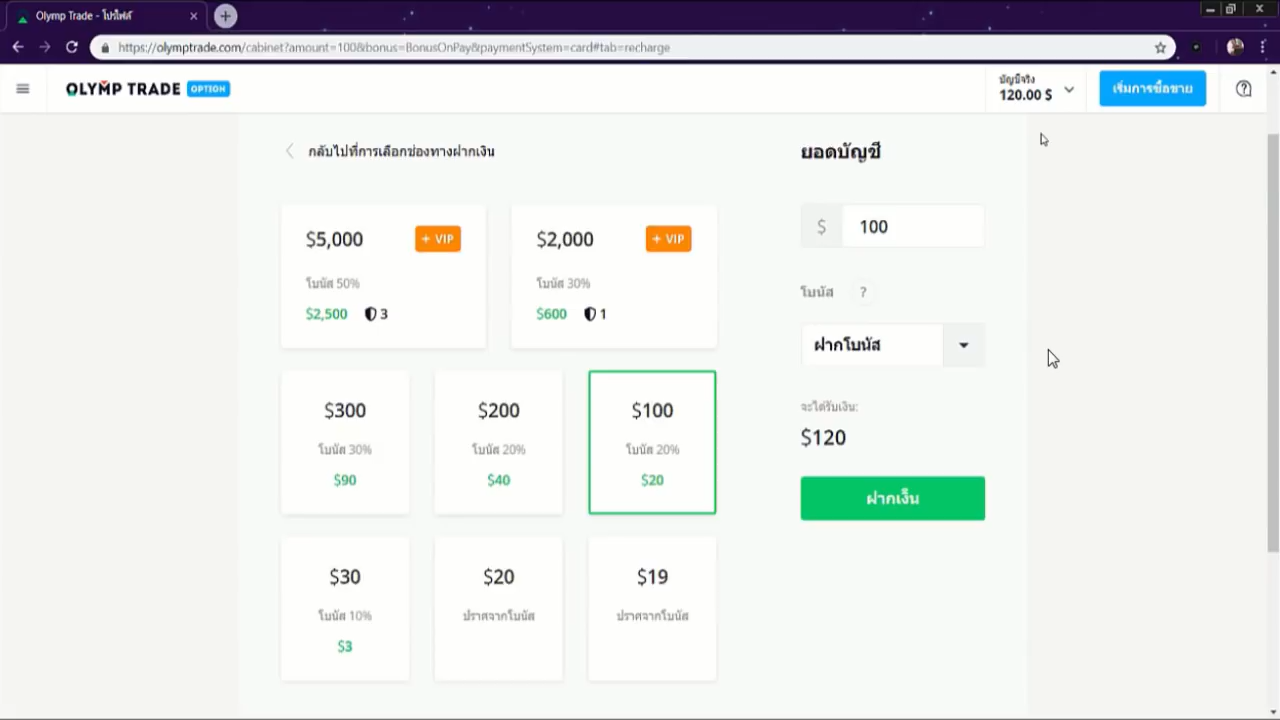 Olymp Trade - โปรไฟล์
https://olymptrade.com/cabinet?amount=100&bonus=BonusOnPay&paymentSystem=card#tab=recharge
OLYMP TRADE OPTION
บัญชีจริง
120.00 $
เริ่มการซื้อขาย
กลับไปที่การเลือกช่องทางฝากเงิน
$5,000 + VIP
โบนัส 50%
$2,500 3
$2,000 + VIP
โบนัส 30%
$600 1
$300
โบนัส 30%
$90
$200
โบนัส 20%
$40
$100
โบนัส 20%
$20
$30
โบนัส 10%
$3
$20
ปราศจากโบนัส
$19
ปราศจากโบนัส
ยอดบัญชี
$ 100
โบนัส ?
ฝากโบนัส
จะได้รับเงิน:
$120
ฝากเงิน